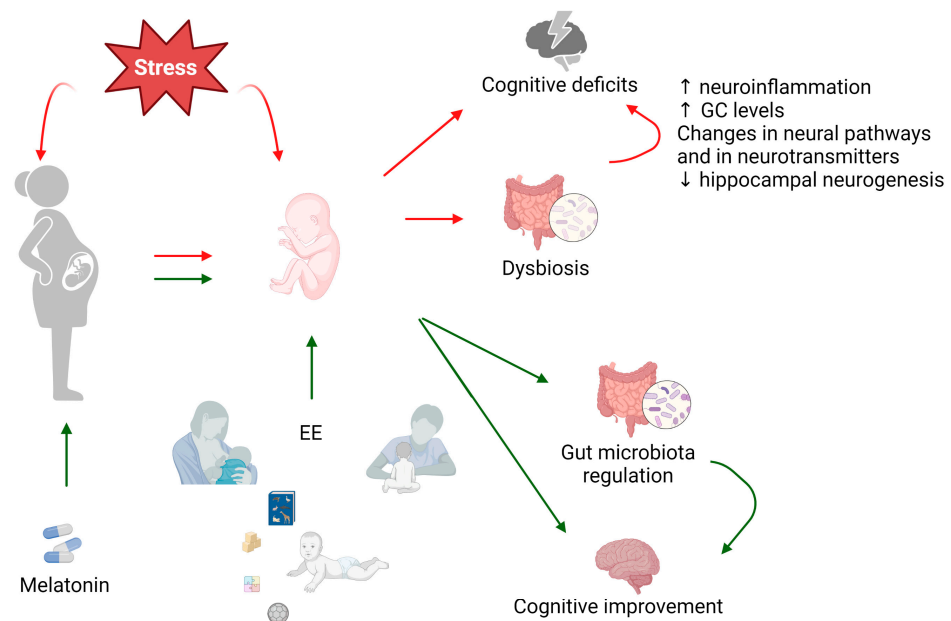 Stress
Cognitive deficits
↑ neuroinflammation
↑ GC levels
Changes in neural pathways
and in neurotransmitters
↓ hippocampal neurogenesis
Dysbiosis
EE
Gut microbiota
regulation
Melatonin
Cognitive improvement